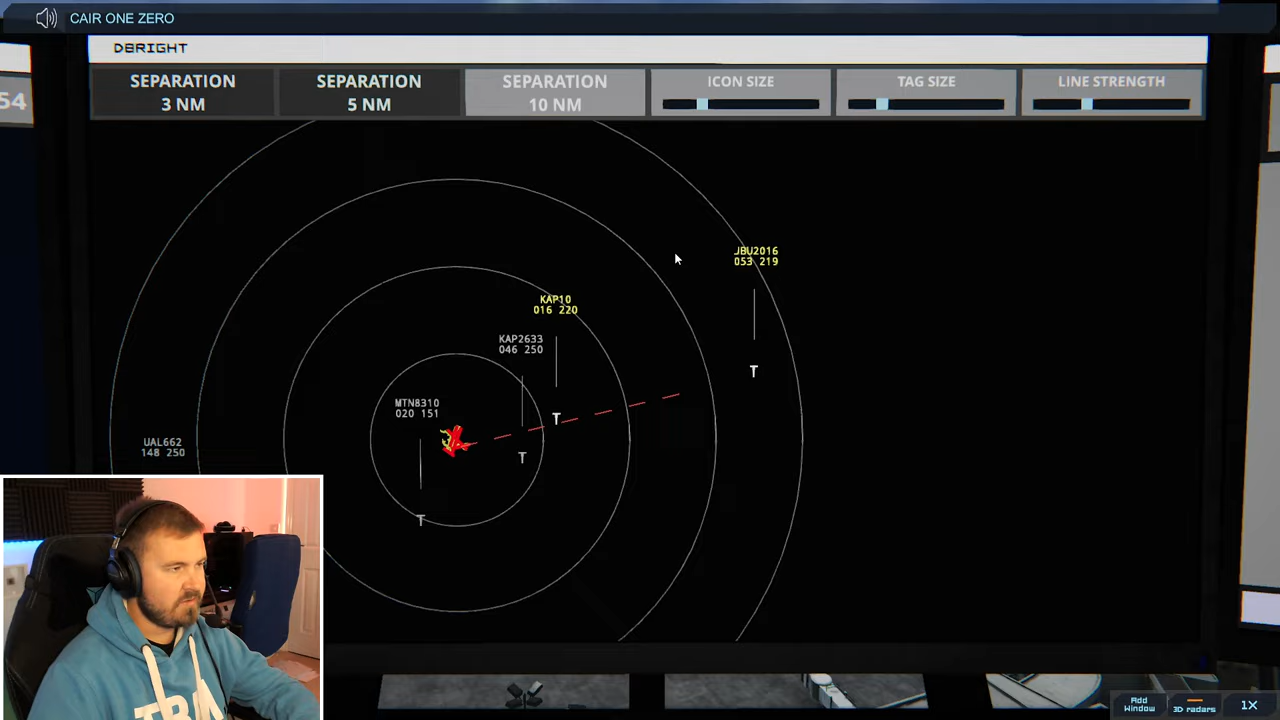 CAIR ONE ZERO
DBRIGHT
SEPARATION
3 NM
SEPARATION
5 NM
SEPARATION
10 NM
ICON SIZE
TAG SIZE
LINE STRENGTH
54
JBU2016
053 219
KAP10
016 220
KAP2633
046 250
MTN8310
020 151
UAL662
148 250
T
T
T
T
Add
Window
3D radars
1X